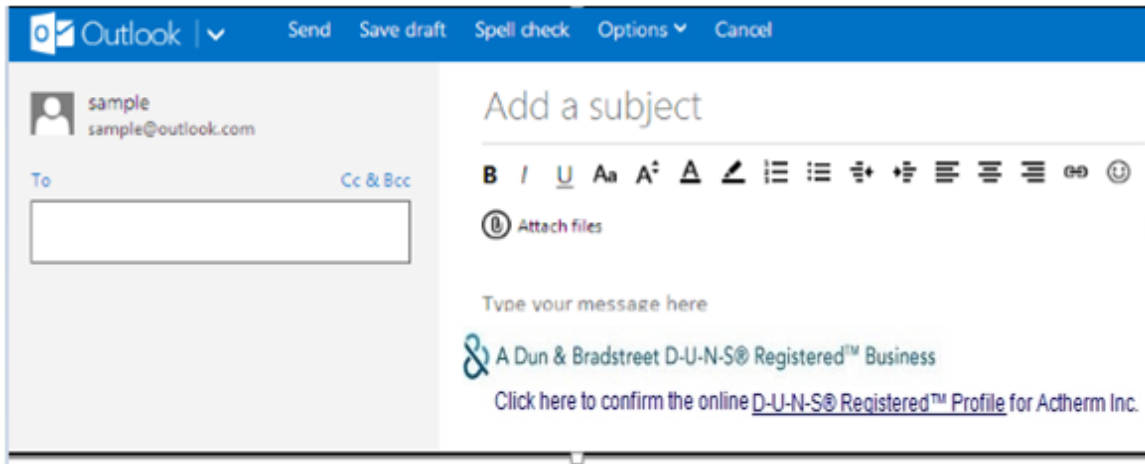 Outlook Send Save draft Spell check Options Cancel
sample
sample@outlook.com
To Cc & Bcc
Add a subject
B I U Aa A A
Attach files
Type your message here
A Dun & Bradstreet D-U-N-S® Registered™ Business
Click here to confirm the online D-U-N-S® Registered™ Profile for Actherm Inc.